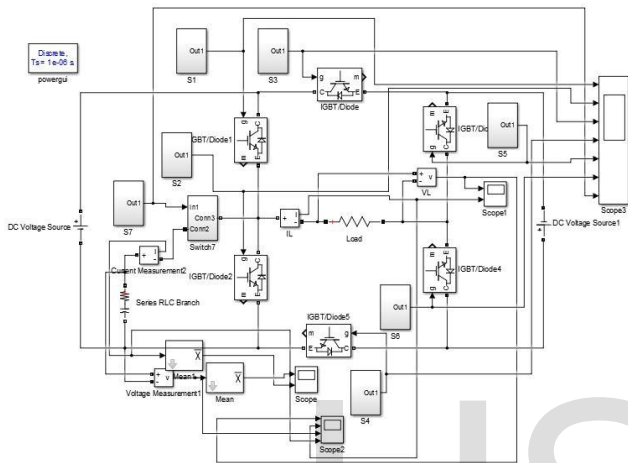 Discrete,
Ts = 1e-06 s
powergui
Out1
S1
Out1
S3
g
m
C
E
IGBT/Diode
g
C
m
E
IGBT/Diode1
m
E
g
C
IGBT/Dio
Out1
S5
Scope3
Out1
S2
Out1
S7
In1
Conn3
Conn2
Switch7
DC Voltage Source
+
i
-
IL
Load
+
v
-
VL
Scope1
DC Voltage Source1
+
i
-
Current Measurement2
Series RLC Branch
g
C
m
E
IGBT/Diode2
m
E
g
C
IGBT/Diode4
Out1
S6
IGBT/Diode5
m
g
E
C
X
Mean1
X
Mean
+
v
-
Voltage Measurement1
Scope
Out1
S4
Scope2